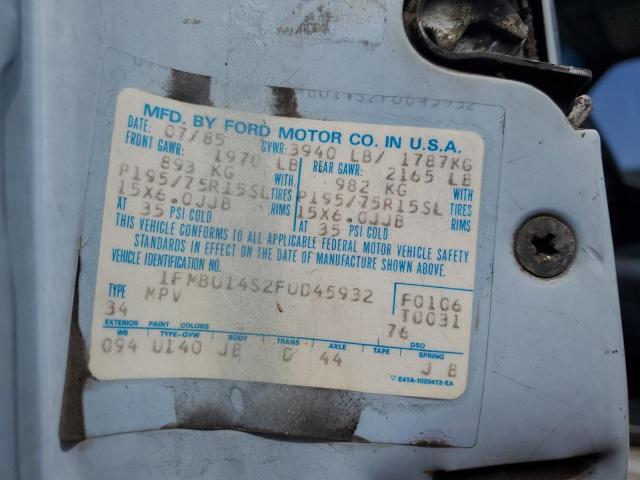 MFD. BY FORD MOTOR CO. IN U.S.A.
DATE: 07/85 GVWR: 3940 LB/ 1787KG
FRONT GAWR: 1970 LB REAR GAWR: 2165 LB
893 KG WITH 982 KG WITH
P195/75R15SL TIRES P195/75R15SL TIRES
15X6.0JJB RIMS 15X6.0JJB RIMS
AT 35 PSI COLD AT 35 PSI COLD
THIS VEHICLE CONFORMS TO ALL APPLICABLE FEDERAL MOTOR VEHICLE SAFETY
STANDARDS IN EFFECT ON THE DATE OF MANUFACTURE SHOWN ABOVE.
VEHICLE IDENTIFICATION NO.
1FMBU14S2FUD45932 F0106
TYPE MPV T0031
34 76
EXTERIOR PAINT COLORS DSO
WB TYPE-GVW BODY TRANS AXLE TAPE SPRING
094 U140 JB D 44 J B
E4TA-1020472-EA